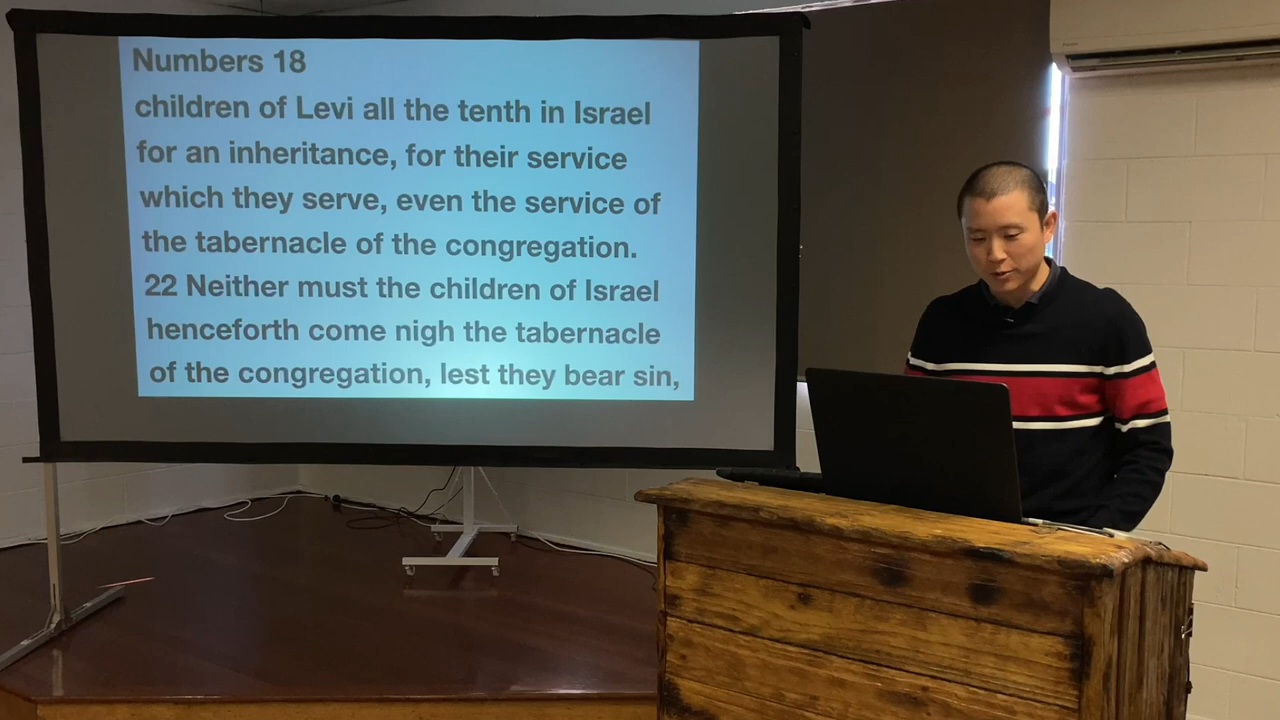 Numbers 18
children of Levi all the tenth in Israel
for an inheritance, for their service
which they serve, even the service of
the tabernacle of the congregation.
22 Neither must the children of Israel
henceforth come nigh the tabernacle
of the congregation, lest they bear sin,